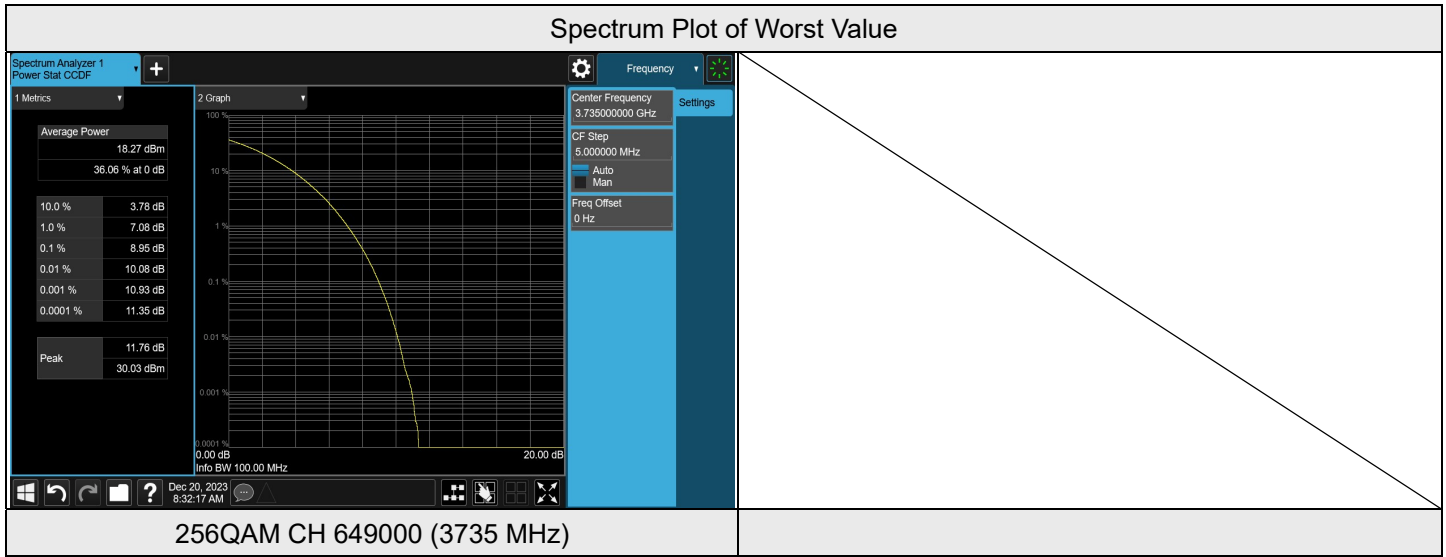 Spectrum Plot of Worst Value
Spectrum Analyzer 1
Power Stat CCDF
+
Frequency
1 Metrics
2 Graph
Center Frequency
3.735000000 GHz
Settings
CF Step
5.000000 MHz
Auto
Man
Freq Offset
0 Hz
Average Power
18.27 dBm
36.06 % at 0 dB
10.0 % 3.78 dB
1.0 % 7.08 dB
0.1 % 8.95 dB
0.01 % 10.08 dB
0.001 % 10.93 dB
0.0001 % 11.35 dB
Peak
11.76 dB
30.03 dBm
100 %
10 %
1 %
0.1 %
0.01 %
0.001 %
0.0001 %
0.00 dB 20.00 dB
Info BW 100.00 MHz
?
Dec 20, 2023
8:32:17 AM
256QAM CH 649000 (3735 MHz)